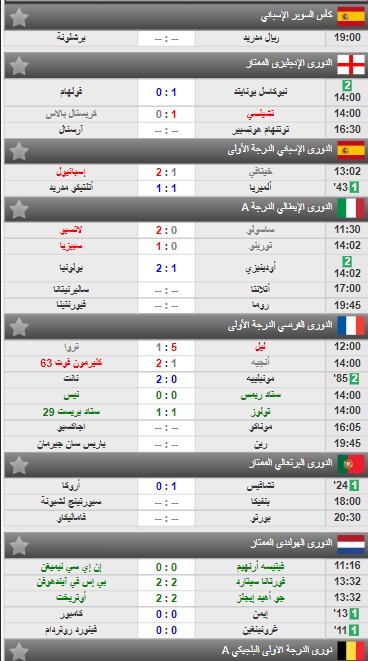 كأس السوبر الإسباني
19:00 ريال مدريد -- : -- برشلونة
الدوري الإنجليزي الممتاز
2 14:00 نيوكاسل يونايتد 1 : 0 فولهام
14:00 تشيلسي 1 : 0 كريستال بالاس
16:30 توتنهام هوتسبير -- : -- آرسنال
الدوري الإسباني الدرجة الأولى
13:02 خيتافي 1 : 2 إسبانيول
43' 1 ألميريا 1 : 1 أتلتيكو مدريد
الدوري الإيطالي الدرجة A
11:30 ساسولو 0 : 2 لاتسيو
14:02 تورينو 0 : 1 سبيزيا
2 14:02 أودينيزي 1 : 2 بولونيا
17:00 أتلانتا -- : -- ساليرنيتانا
19:45 روما -- : -- فيورنتينا
الدوري الفرنسي الدرجة الأولى
12:00 ليل 5 : 1 تروا
14:00 أنجيه 1 : 2 كليرمون فوت 63
85' 2 مونبلييه 0 : 2 نانت
14:00 ستاد ريمس 0 : 0 نيس
14:00 تولوز 1 : 1 ستاد بريست 29
16:05 موناكو -- : -- اجاكسيو
19:45 رين -- : -- باريس سان جيرمان
الدوري البرتغالي الممتاز
24' 1 تشافيس 1 : 0 أروكا
18:00 بنفيكا -- : -- سبورتينج لشبونة
20:30 بورتو -- : -- فاماليكاو
الدوري الهولندي الممتاز
11:16 فيتيسه أرنهيم 0 : 0 إن إي سي نيميغن
13:32 فورتانا سيتارد 2 : 2 بي إس في آيندهوفن
13:32 جو أهيد إيجلز 2 : 2 أوتريخت
13' 1 إيمن 0 : 0 كامبور
11' 1 غرونينغين 0 : 0 فينورد روتردام
دوري الدرجة الأولى البلجيكي A